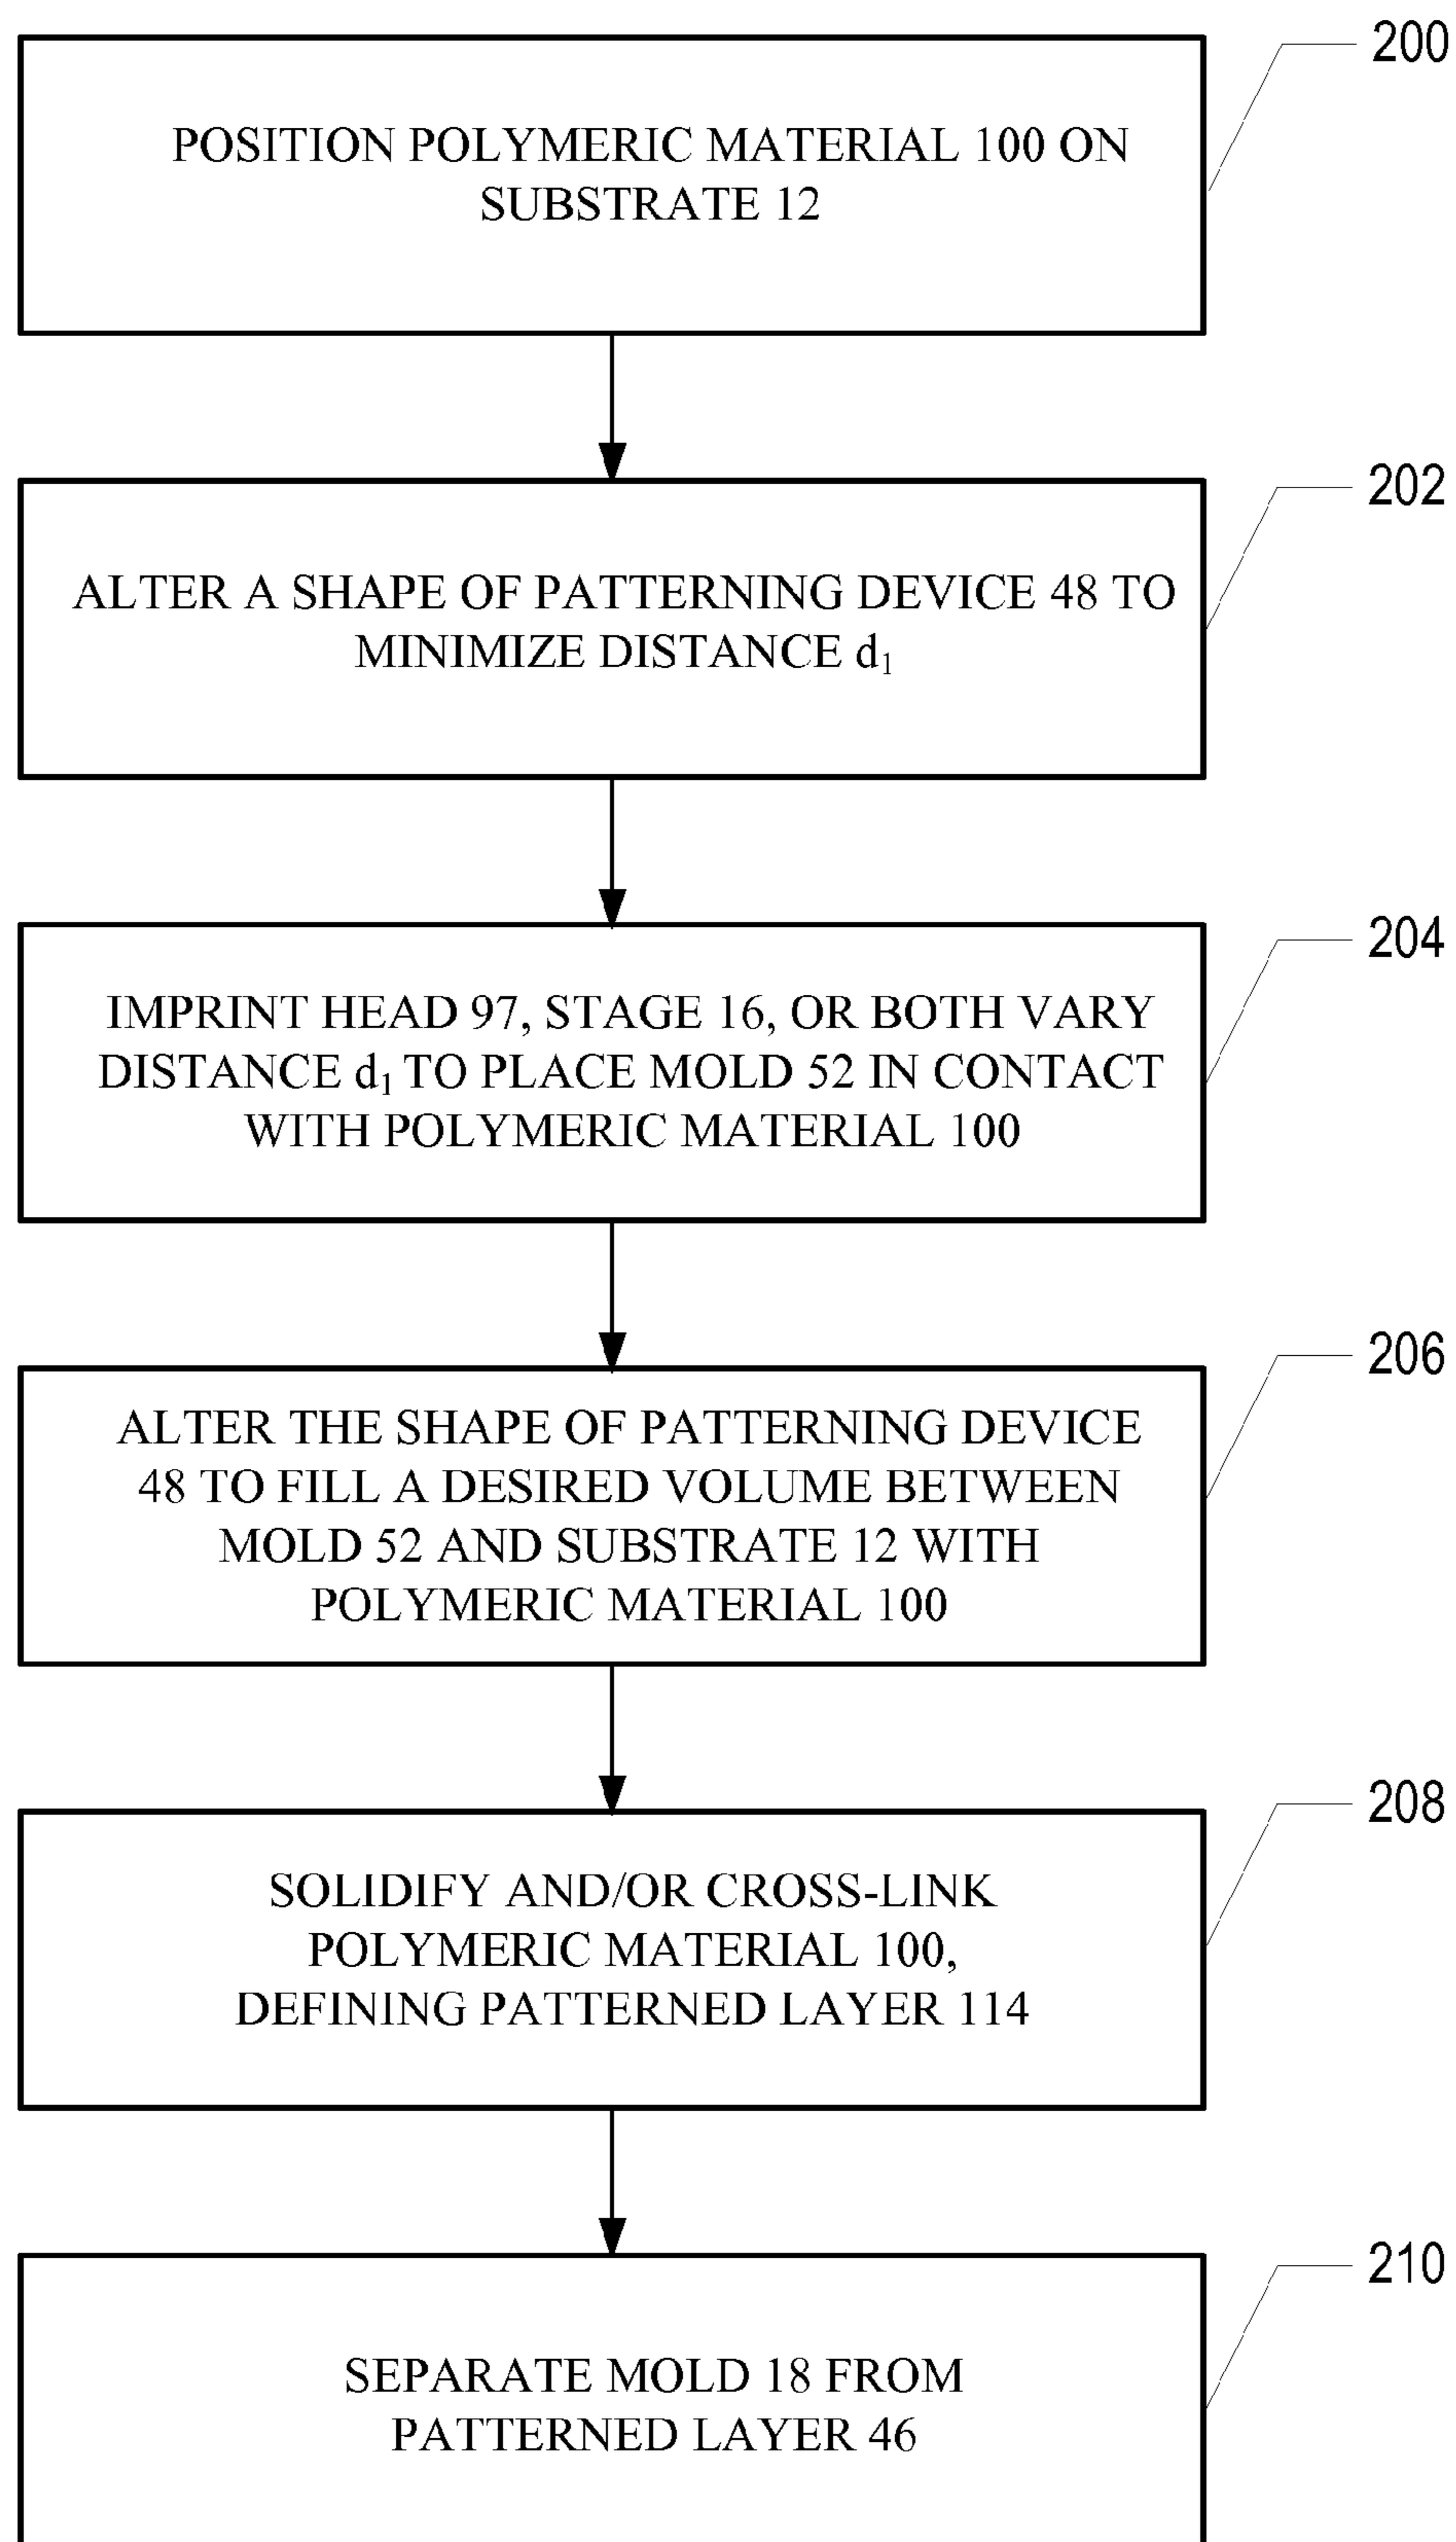 200
POSITION POLYMERIC MATERIAL 100 ON
SUBSTRATE 12
202
ALTER A SHAPE OF PATTERNING DEVICE 48 TO
MINIMIZE DISTANCE d₁
204
IMPRINT HEAD 97, STAGE 16, OR BOTH VARY
DISTANCE d₁ TO PLACE MOLD 52 IN CONTACT
WITH POLYMERIC MATERIAL 100
206
ALTER THE SHAPE OF PATTERNING DEVICE
48 TO FILL A DESIRED VOLUME BETWEEN
MOLD 52 AND SUBSTRATE 12 WITH
POLYMERIC MATERIAL 100
208
SOLIDIFY AND/OR CROSS-LINK
POLYMERIC MATERIAL 100,
DEFINING PATTERNED LAYER 114
210
SEPARATE MOLD 18 FROM
PATTERNED LAYER 46